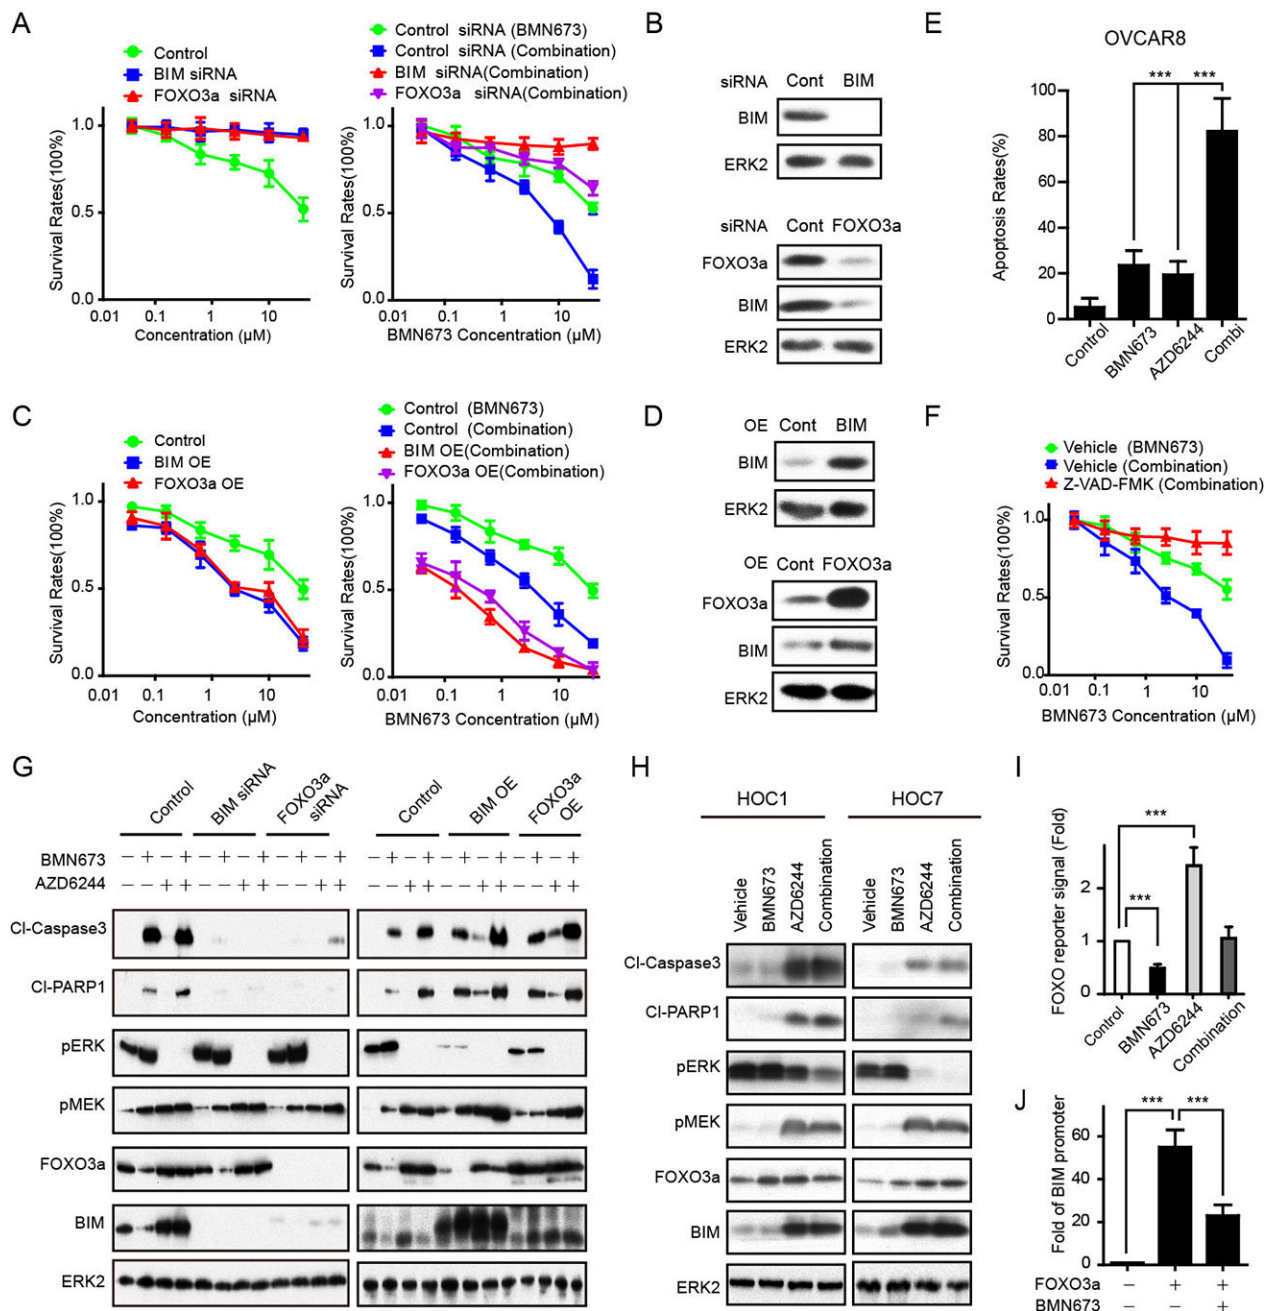 A
Control
BIM siRNA
FOXO3a siRNA
Survival Rates(100%)
1.0
0.5
0.0
0.01 0.1 1 10
Concentration (µM)
Control siRNA (BMN673)
Control siRNA (Combination)
BIM siRNA(Combination)
FOXO3a siRNA(Combination)
Survival Rates(100%)
1.0
0.5
0.0
0.01 0.1 1 10
BMN673 Concentration (µM)
B
siRNA Cont BIM
BIM
ERK2
siRNA Cont FOXO3a
FOXO3a
BIM
ERK2
E
OVCAR8
*** ***
Apoptosis Rates(%)
100
80
60
40
20
0
Control
BMN673
AZD6244
Combi
C
Control
BIM OE
FOXO3a OE
Survival Rates(100%)
1.0
0.5
0.0
0.01 0.1 1 10
Concentration (µM)
Control (BMN673)
Control (Combination)
BIM OE(Combination)
FOXO3a OE(Combination)
Survival Rates(100%)
1.0
0.5
0.0
0.01 0.1 1 10
BMN673 Concentration (µM)
D
OE Cont BIM
BIM
ERK2
OE Cont FOXO3a
FOXO3a
BIM
ERK2
F
Vehicle (BMN673)
Vehicle (Combination)
Z-VAD-FMK (Combination)
Survival Rates(100%)
1.0
0.5
0.0
0.01 0.1 1 10
BMN673 Concentration (µM)
G
Control
BIM siRNA
FOXO3a siRNA
Control
BIM OE
FOXO3a OE
BMN673 – + – + – + – + – + – + – + – + – + – + – + – +
AZD6244 – – + + – – + + – – + + – – + + – – + + – – + +
Cl-Caspase3
Cl-PARP1
pERK
pMEK
FOXO3a
BIM
ERK2
H
HOC1 HOC7
Vehicle
BMN673
AZD6244
Combination
Vehicle
BMN673
AZD6244
Combination
Cl-Caspase3
Cl-PARP1
pERK
pMEK
FOXO3a
BIM
ERK2
I
FOXO reporter signal (Fold)
***
***
2
1
0
Control
BMN673
AZD6244
Combination
J
Fold of BIM promoter
*** ***
60
40
20
0
FOXO3a – + +
BMN673 – – +